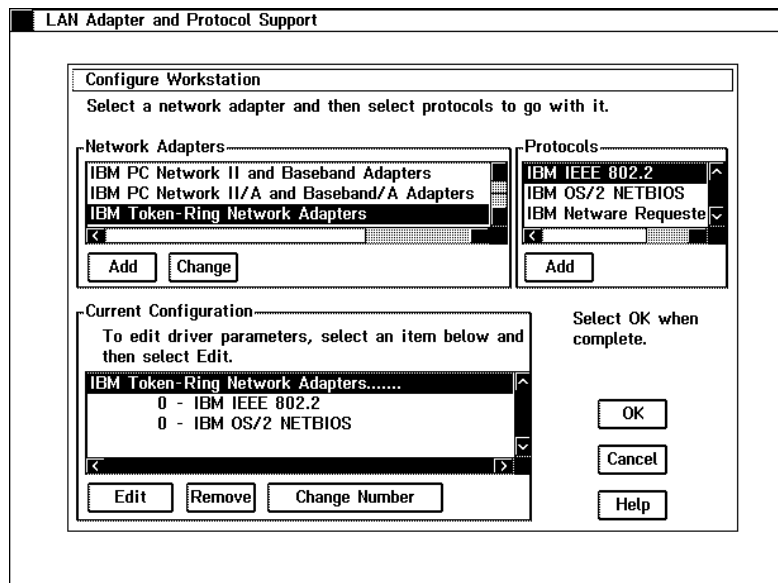 LAN Adapter and Protocol Support
Configure Workstation
Select a network adapter and then select protocols to go with it.
Network Adapters
IBM PC Network II and Baseband Adapters
IBM PC Network II/A and Baseband/A Adapters
IBM Token-Ring Network Adapters
Add
Change
Protocols
IBM IEEE 802.2
IBM OS/2 NETBIOS
IBM Netware Requeste
Add
Current Configuration
To edit driver parameters, select an item below and
then select Edit.
IBM Token-Ring Network Adapters.......
0 - IBM IEEE 802.2
0 - IBM OS/2 NETBIOS
Edit
Remove
Change Number
Select OK when
complete.
OK
Cancel
Help